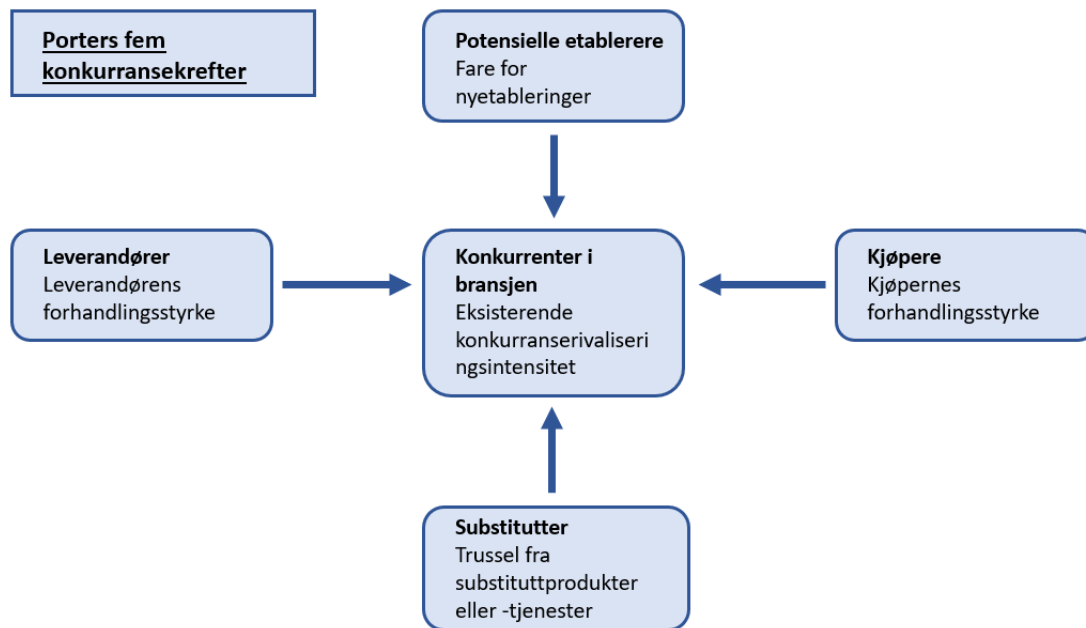 Porters fem
konkurransekrefter
Potensielle etablerere
Fare for
nyetableringer
Leverandører
Leverandørens
forhandlingsstyrke
Konkurrenter i
bransjen
Eksisterende
konkurranserivaliseri
ngsintensitet
Kjøpere
Kjøpernes
forhandlingsstyrke
Substitutter
Trussel fra
substituttprodukter
eller -tjenester